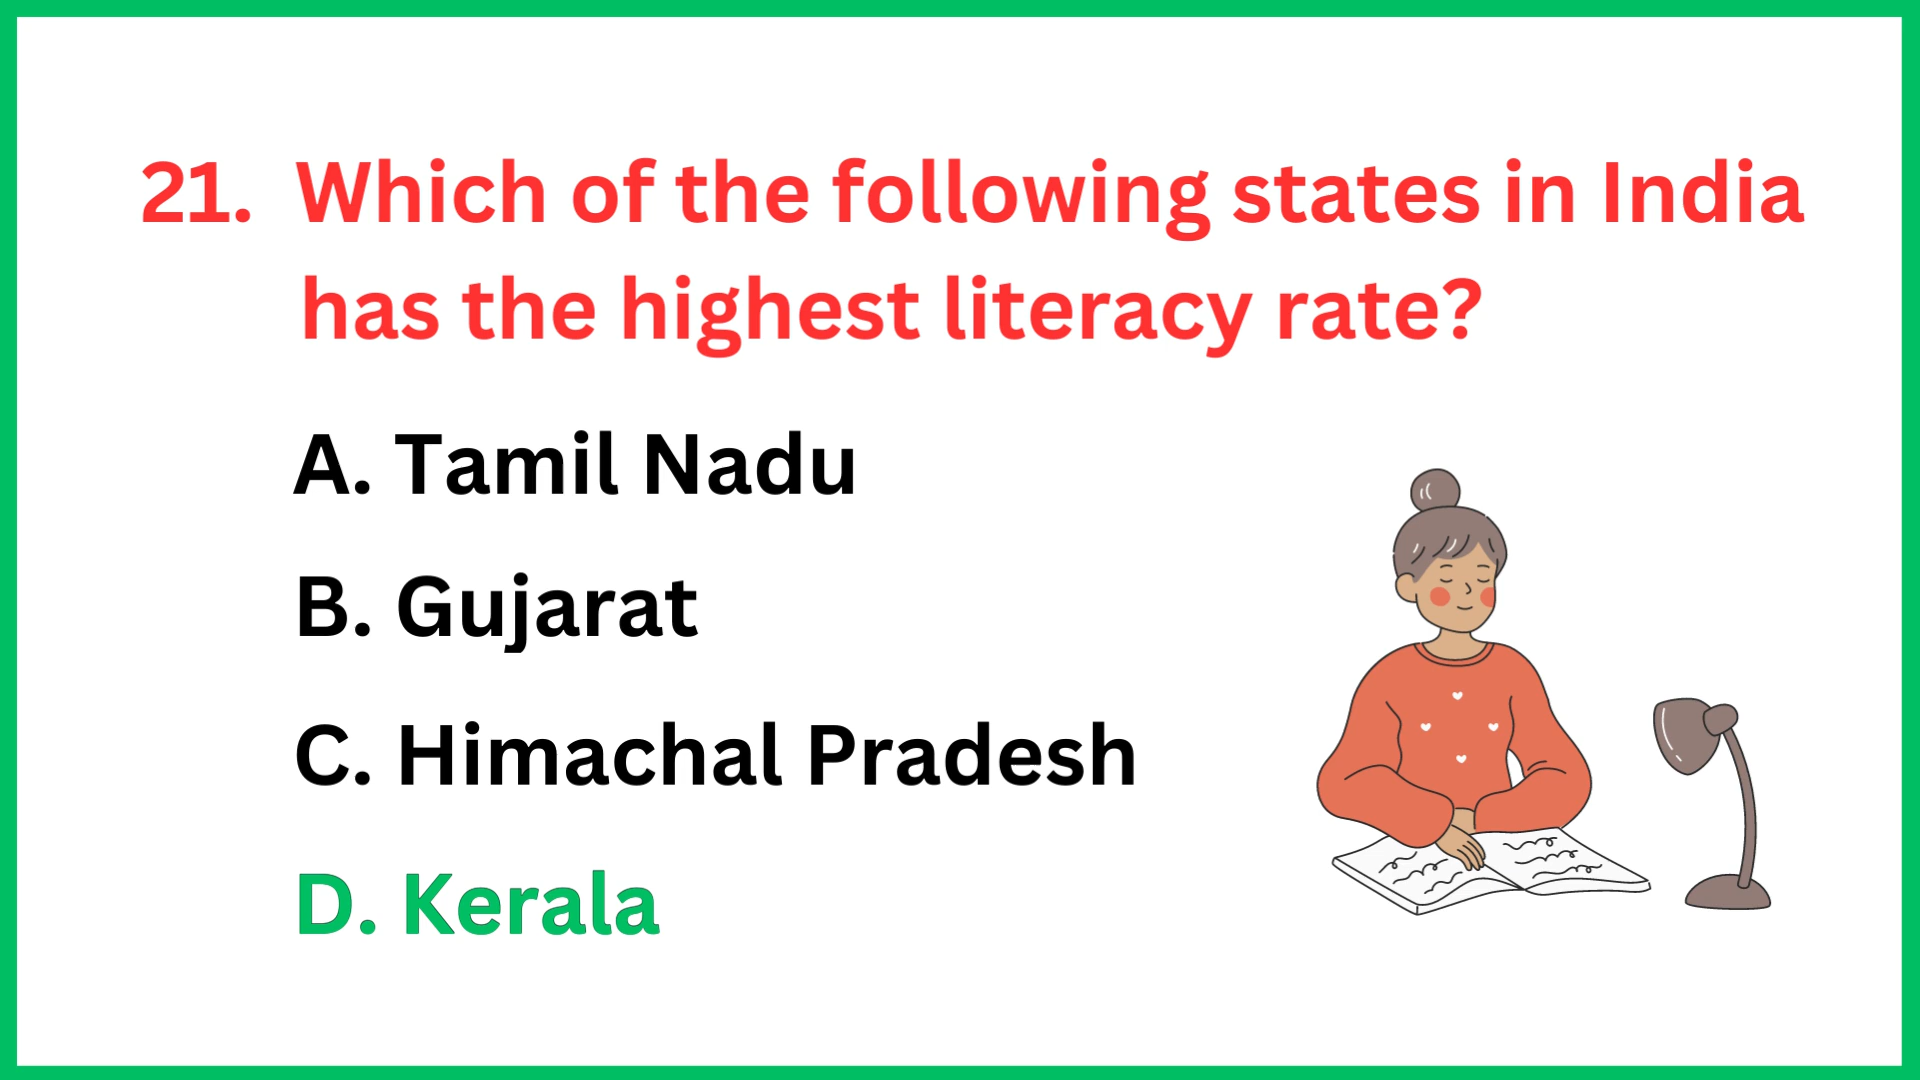 21. Which of the following states in India
has the highest literacy rate?
A. Tamil Nadu
B. Gujarat
C. Himachal Pradesh
D. Kerala